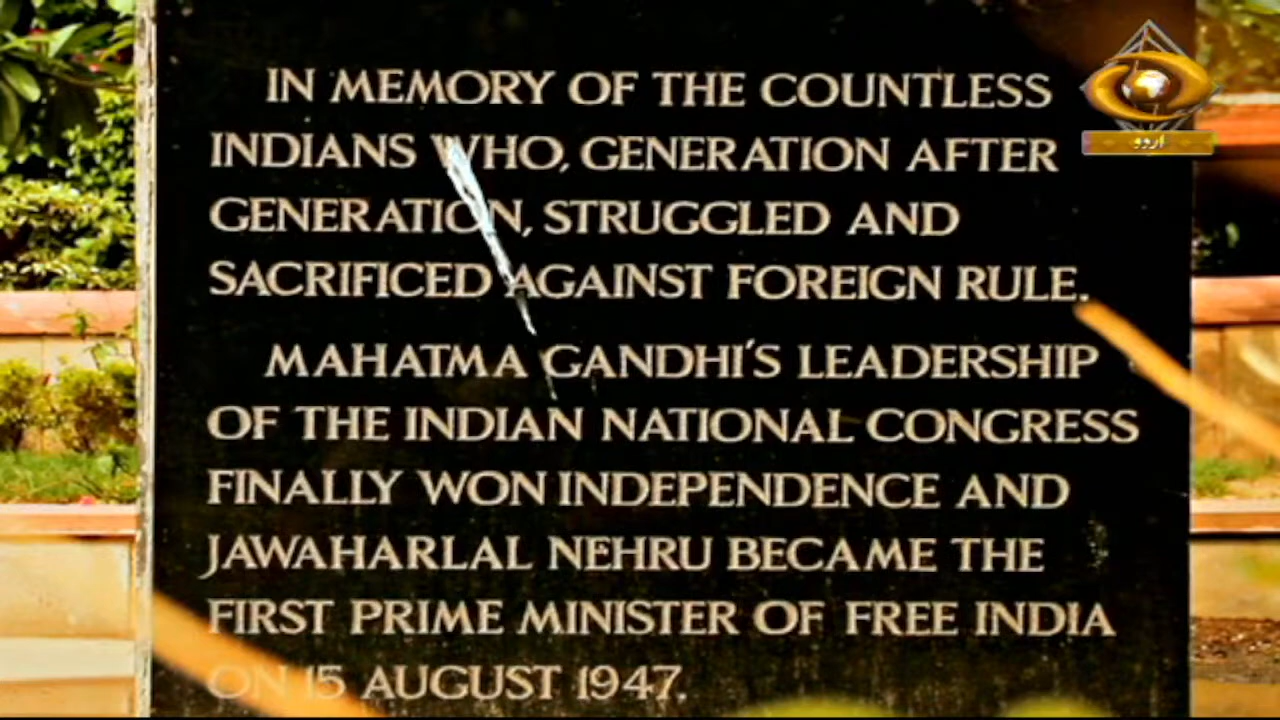 IN MEMORY OF THE COUNTLESS
INDIANS WHO, GENERATION AFTER
GENERATION, STRUGGLED AND
SACRIFICED AGAINST FOREIGN RULE.
MAHATMA GANDHI'S LEADERSHIP
OF THE INDIAN NATIONAL CONGRESS
FINALLY WON INDEPENDENCE AND
JAWAHARLAL NEHRU BECAME THE
FIRST PRIME MINISTER OF FREE INDIA
ON 15 AUGUST 1947.
اردو